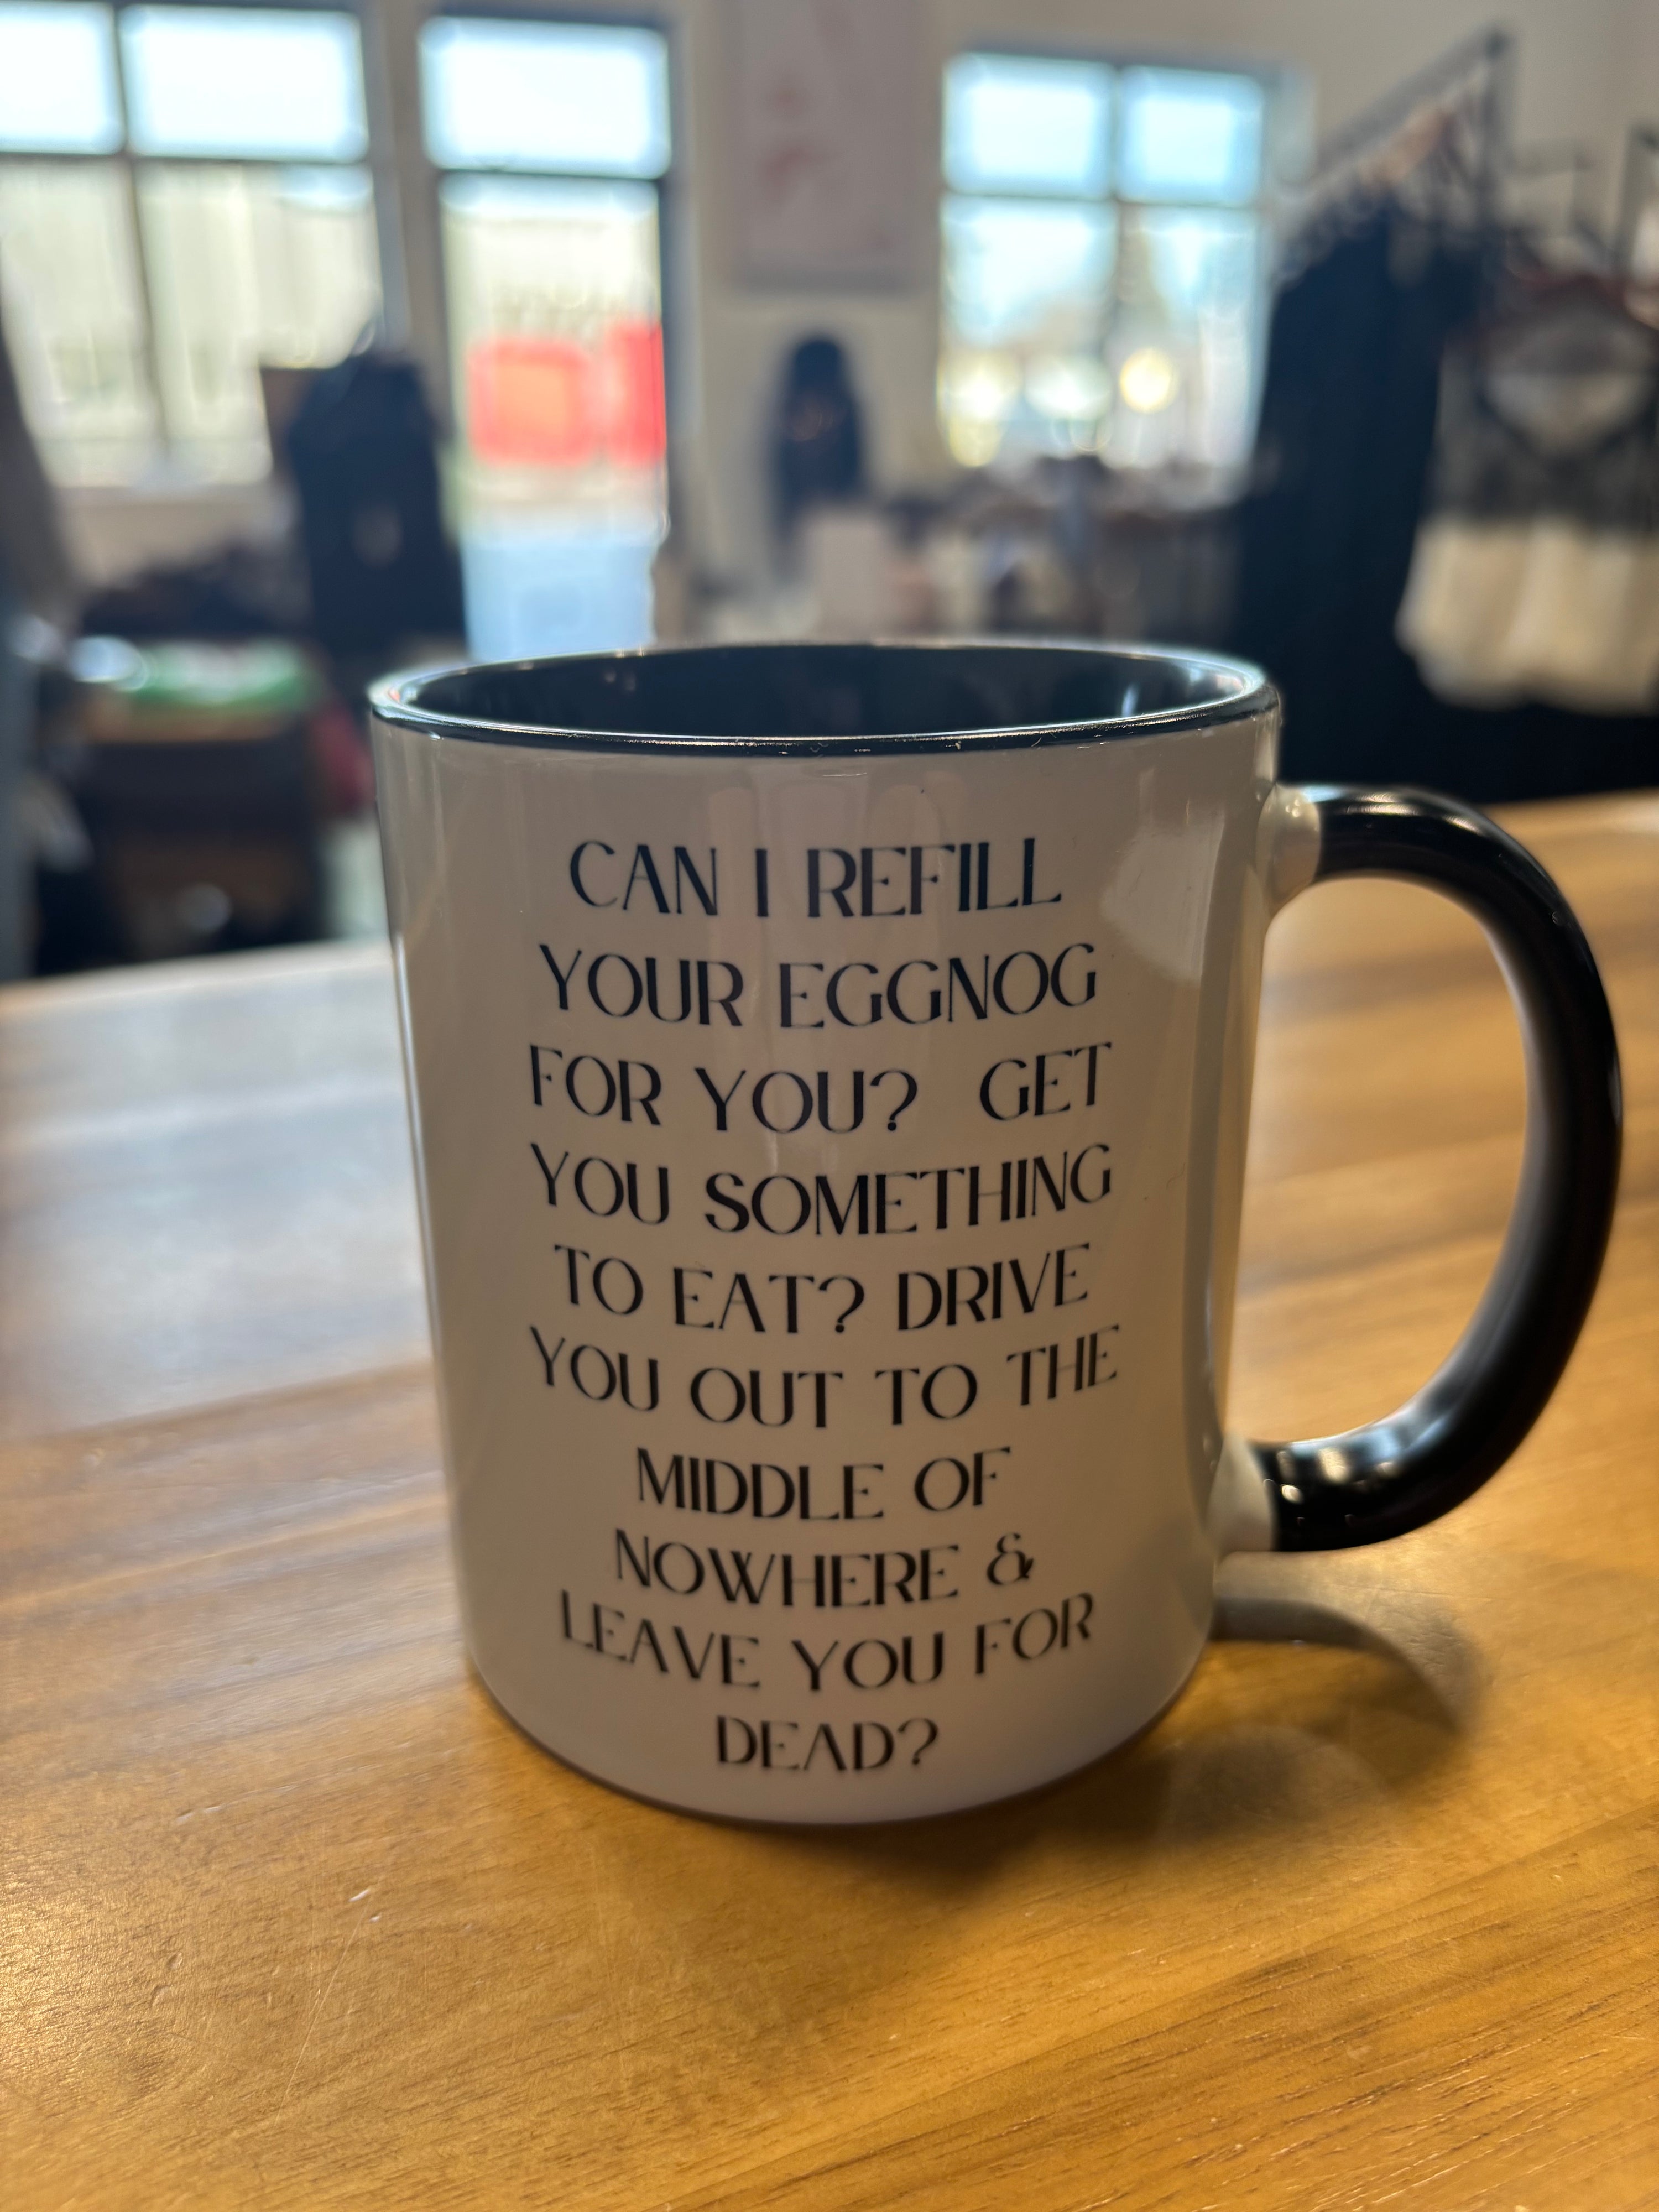 CAN I REFILL
YOUR EGGNOG
FOR YOU? GET
YOU SOMETHING
TO EAT? DRIVE
YOU OUT TO THE
MIDDLE OF
NOWHERE &
LEAVE YOU FOR
DEAD?